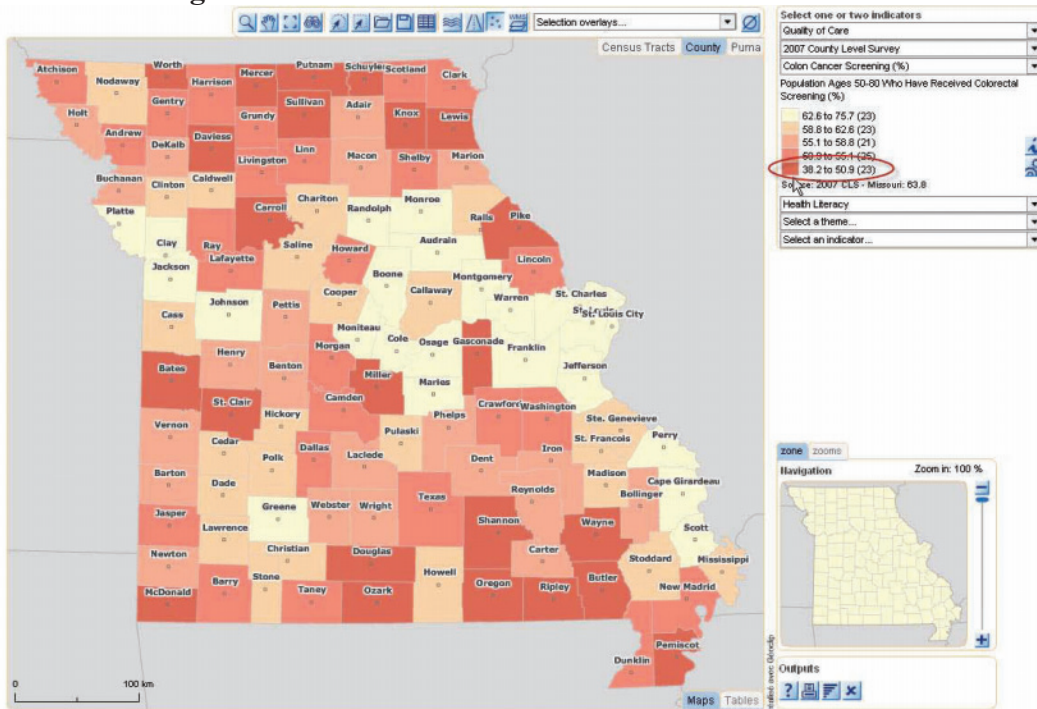 g
Selection overlays...
Census Tracts County Puma
Select one or two indicators
Quality of Care
2007 County Level Survey
Colon Cancer Screening (%)
Population Ages 50-80 Who Have Received Colorectal
Screening (%)
62.6 to 75.7 (23)
58.8 to 62.6 (23)
55.1 to 58.8 (21)
50.9 to 55.1 (25)
38.2 to 50.9 (23)
2007 CLS - Missouri: 63.8
Health Literacy
Select a theme...
Select an indicator...
Atchison
Nodaway
Worth
Harrison
Mercer
Putnam
Schuyler
Scotland
Clark
Holt
Gentry
Sullivan
Adair
Knox
Lewis
Andrew
DeKalb
Daviess
Grundy
Linn
Macon
Shelby
Marion
Livingston
Buchanan
Clinton
Caldwell
Chariton
Randolph
Monroe
Ralls
Pike
Platte
Clay
Ray
Carroll
Saline
Howard
Audrain
Lincoln
Jackson
Lafayette
Boone
Montgomery
Callaway
Warren
St. Charles
St. Louis City
Johnson
Pettis
Cooper
Cass
Moniteau
Cole
Osage
Gasconade
Franklin
Jefferson
Henry
Morgan
Bates
Benton
Miller
Maries
St. Clair
Camden
Crawford
Washington
Hickory
Phelps
Ste. Genevieve
Vernon
Pulaski
St. Francois
Perry
Cedar
Polk
Dallas
Laclede
Dent
Iron
Madison
Cape Girardeau
Barton
Dade
Reynolds
Bollinger
Greene
Webster
Wright
Texas
Jasper
Lawrence
Shannon
Wayne
Scott
Newton
Christian
Douglas
Carter
Stoddard
Mississippi
Stone
Howell
McDonald
Barry
Taney
Ozark
Oregon
Ripley
Butler
New Madrid
Pemiscot
Dunklin
0 100 km
Maps Tables
zone zooms
Navigation Zoom in: 100 %
Outputs
réalisé avec Géoclip